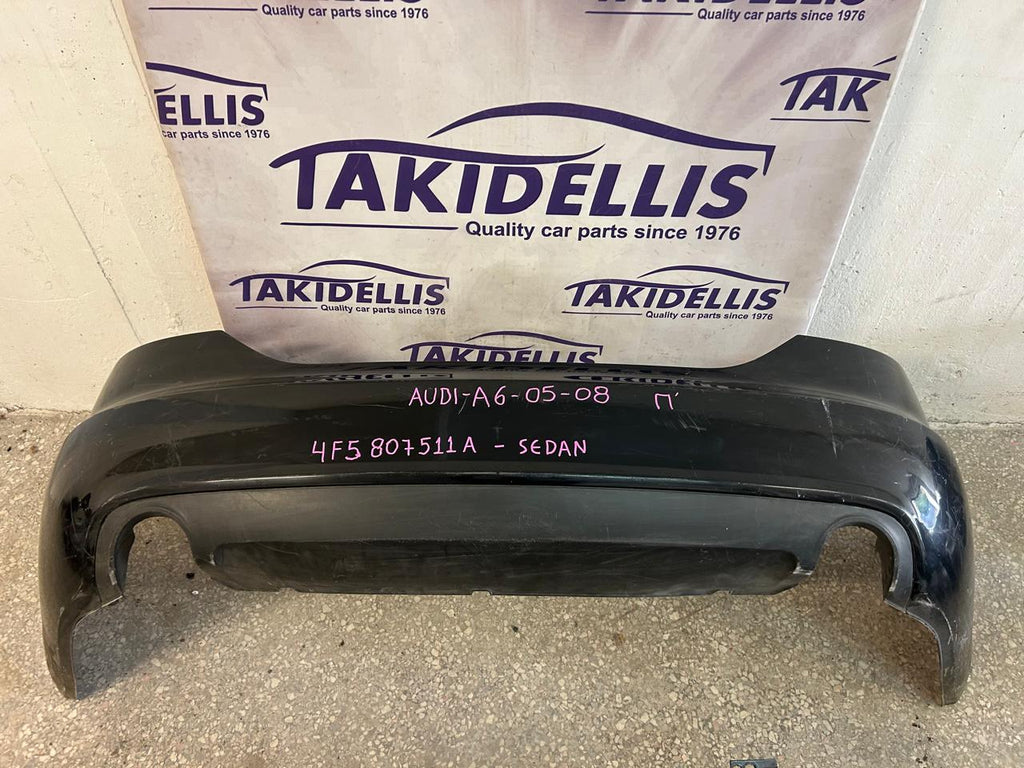 Quality car parts since 1976
TAKIDELLIS
Quality car parts since 1976
ELLIS
car parts since 1976
TAK
TAKIDELLIS
Quality car parts since 1976
TAKIDELLIS
Quality car parts since 1976
TAKIDELLIS
Quality car parts since 1976
TAKIDELLIS
AUDI-A6-05-08 Π'
4F5 807511A - SEDAN